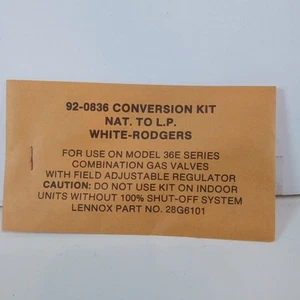 92-0836 CONVERSION KIT
NAT. TO L.P.
WHITE-RODGERS
FOR USE ON MODEL 36E SERIES
COMBINATION GAS VALVES
WITH FIELD ADJUSTABLE REGULATOR
CAUTION: DO NOT USE KIT ON INDOOR
UNITS WITHOUT 100% SHUT-OFF SYSTEM
LENNOX PART NO. 28G6101